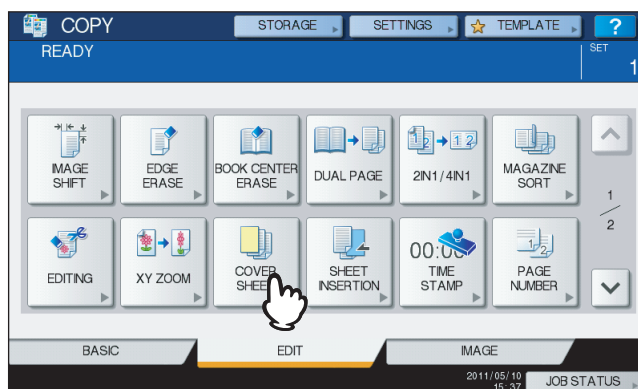 COPY
STORAGE
SETTINGS
TEMPLATE
?
READY
SET
1
IMAGE
SHIFT
EDGE
ERASE
BOOK CENTER
ERASE
DUAL PAGE
2IN1/4IN1
MAGAZINE
SORT
1
2
EDITING
XY ZOOM
COVER
SHEET
SHEET
INSERTION
00:00
TIME
STAMP
PAGE
NUMBER
BASIC
EDIT
IMAGE
2011/05/10
15:37
JOB STATUS